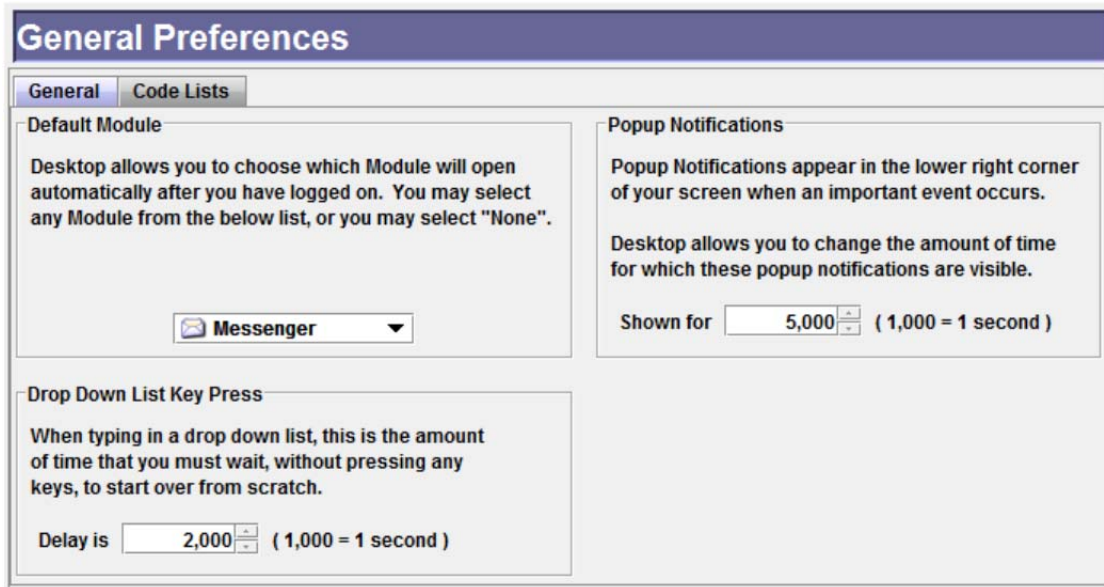 General Preferences
General
Code Lists
Default Module
Desktop allows you to choose which Module will open
automatically after you have logged on. You may select
any Module from the below list, or you may select "None".
Messenger
Popup Notifications
Popup Notifications appear in the lower right corner
of your screen when an important event occurs.
Desktop allows you to change the amount of time
for which these popup notifications are visible.
Shown for 5,000 ( 1,000 = 1 second )
Drop Down List Key Press
When typing in a drop down list, this is the amount
of time that you must wait, without pressing any
keys, to start over from scratch.
Delay is 2,000 ( 1,000 = 1 second )